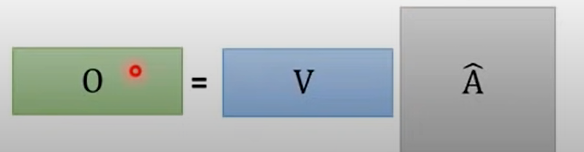 O = V Â